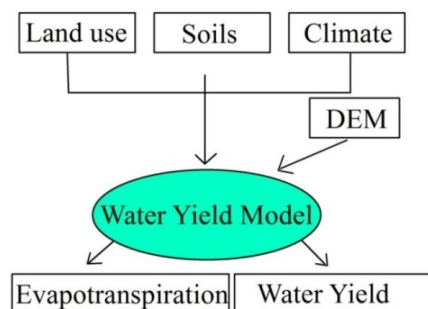 Land use
Soils
Climate
DEM
Water Yield Model
Evapotranspiration
Water Yield